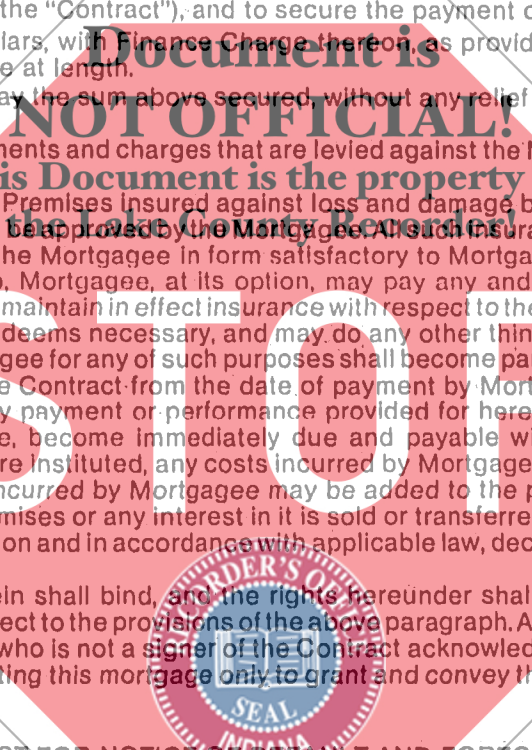 the "Contract"), and to secure the payment
lars, with Finance Charge thereon, as provid
Document is
e at length.
ay the sum above secured, without any relief
NOT OFFICIAL!
ments and charges that are levied against the
is Document is the property
Premises insured against loss and damage b
the Lake County Recorder!
be approved by the Mortgagee. All such insura
he Mortgagee in form satisfactory to Mortga
, Mortgagee, at its option, may pay any and
maintain in effect insurance with respect to the
STOP
deems necessary, and may do any other thin
gee for any of such purposes shall become pa
e Contract from the date of payment by Mort
y payment or performance provided for here
e, become immediately due and payable wi
re instituted, any costs incurred by Mortgage
ncurred by Mortgagee may be added to the
mises or any interest in it is sold or transferre
on and in accordance with applicable law, dec
RECORDER'S OFFICE
ein shall bind, and the rights hereunder shal
ect to the provisions of the above paragraph. A
who is not a signer of the Contract acknowled
ting this mortgage only to grant and convey th
SEAL
INDIANA